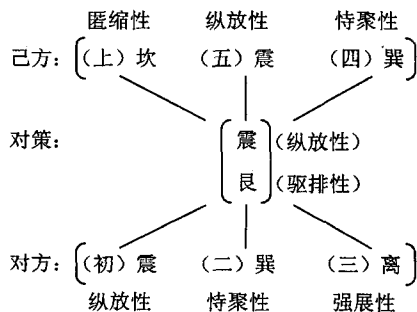 匿缩性 纵放性 恃聚性
己方: (上)坎 (五)震 (四)巽
对策: 震 (纵放性)
艮 (驱排性)
对方: (初)震 (二)巽 (三)离
纵放性 恃聚性 强展性